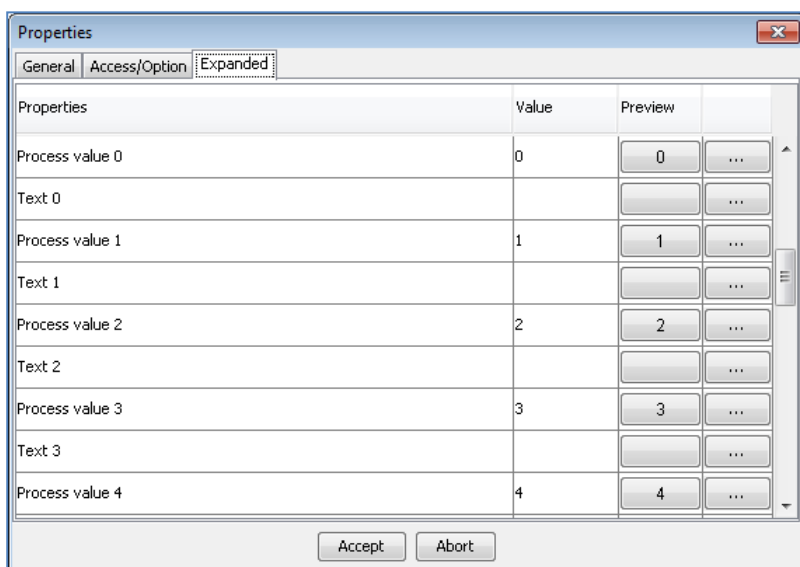 Properties
General Access/Option Expanded
Properties Value Preview
Process value 0 0 0 ...
Text 0 ...
Process value 1 1 1 ...
Text 1 ...
Process value 2 2 2 ...
Text 2 ...
Process value 3 3 3 ...
Text 3 ...
Process value 4 4 4 ...
Accept Abort